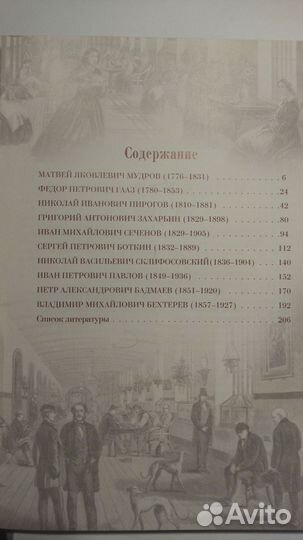 Содержание
МАТВЕЙ ЯКОВЛЕВИЧ МУДРОВ (1776–1831) 6
ФЕДОР ПЕТРОВИЧ ГААЗ (1780–1853) 24
НИКОЛАЙ ИВАНОВИЧ ПИРОГОВ (1810–1881) 42
ГРИГОРИЙ АНТОНОВИЧ ЗАХАРЬИН (1829–1898) 80
ИВАН МИХАЙЛОВИЧ СЕЧЕНОВ (1829–1905) 94
СЕРГЕЙ ПЕТРОВИЧ БОТКИН (1832–1889) 112
НИКОЛАЙ ВАСИЛЬЕВИЧ СКЛИФОСОВСКИЙ (1836–1904) 140
ИВАН ПЕТРОВИЧ ПАВЛОВ (1849–1936) 152
ПЕТР АЛЕКСАНДРОВИЧ БАДМАЕВ (1851–1920) 170
ВЛАДИМИР МИХАЙЛОВИЧ БЕХТЕРЕВ (1857–1927) 192
Список литературы 206
Avito